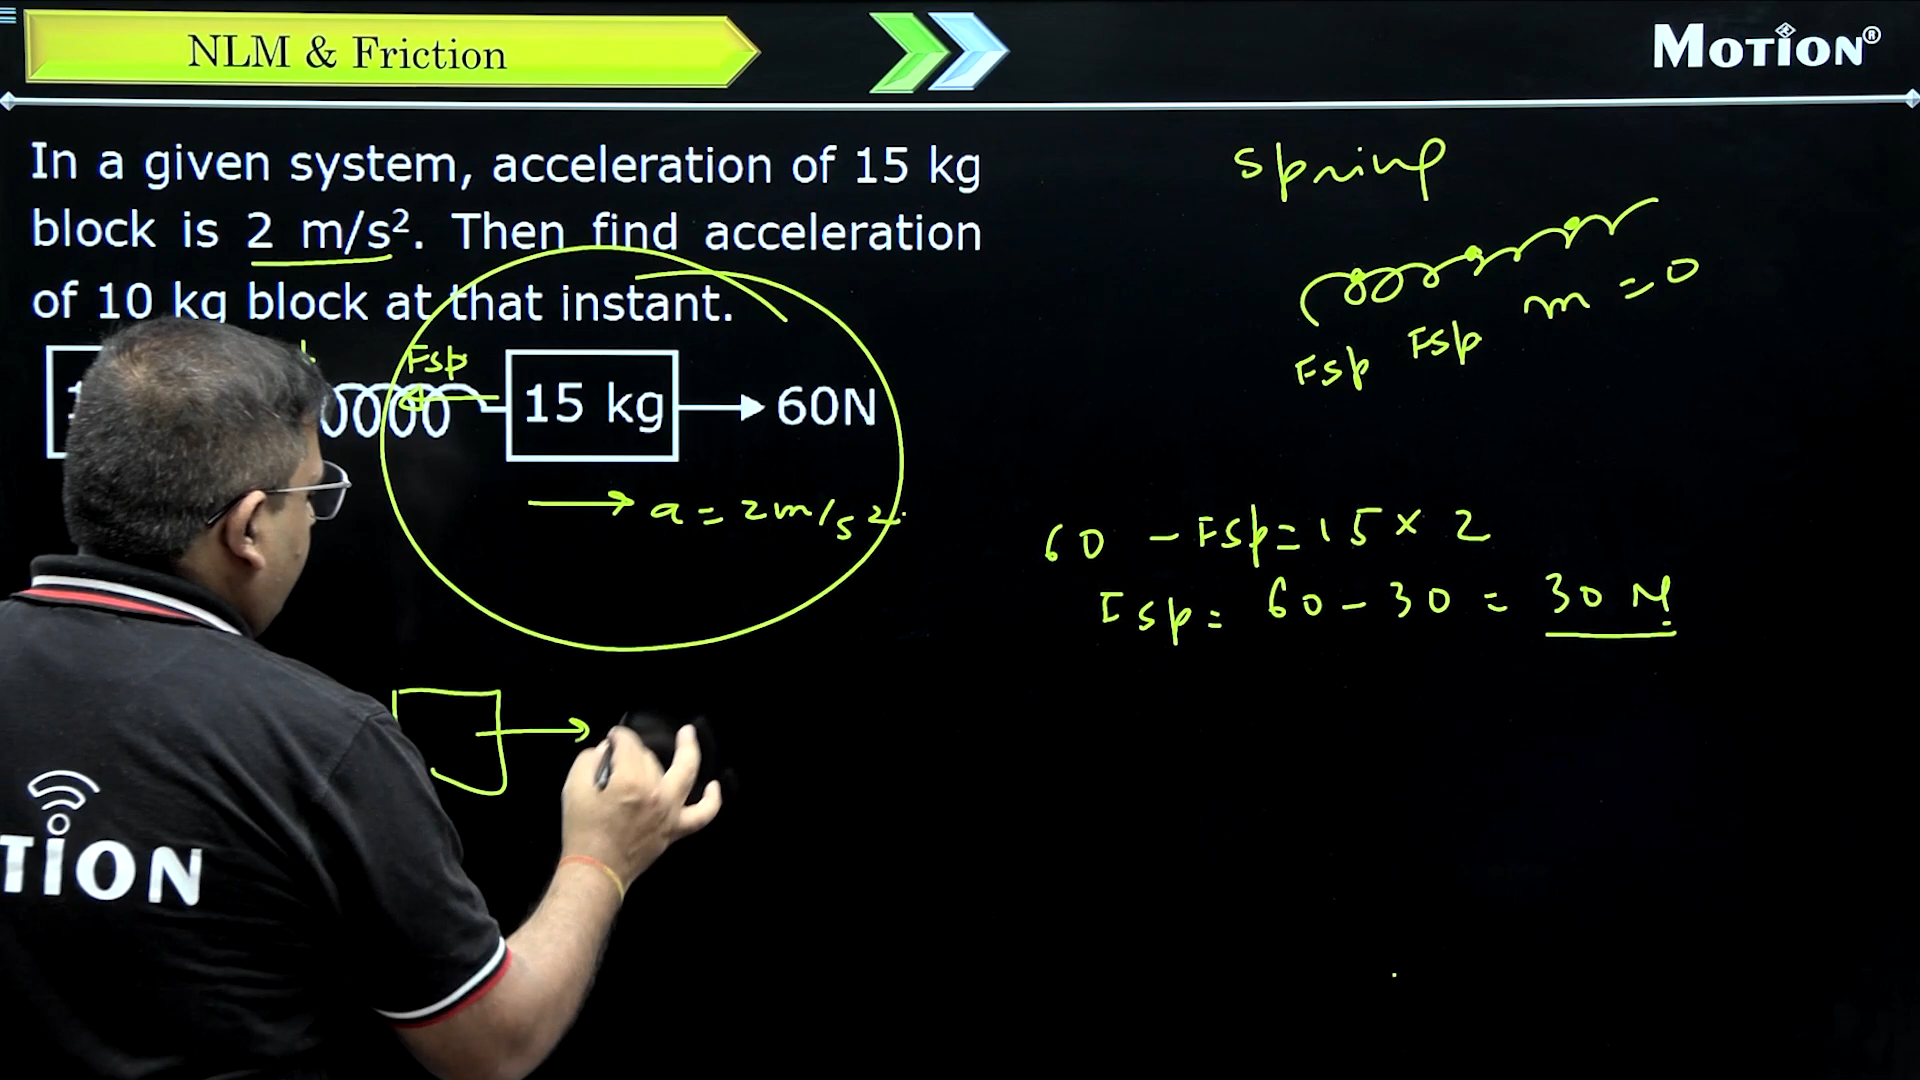 NLM & Friction
MOTION®
In a given system, acceleration of 15 kg
block is 2 m/s². Then find acceleration
of 10 kg block at that instant.
Fsp
15 kg
60N
a = 2m/s²
Spring
m = 0
Fsp Fsp
60 - Fsp = 15 × 2
Fsp = 60 - 30 = 30 N
TION